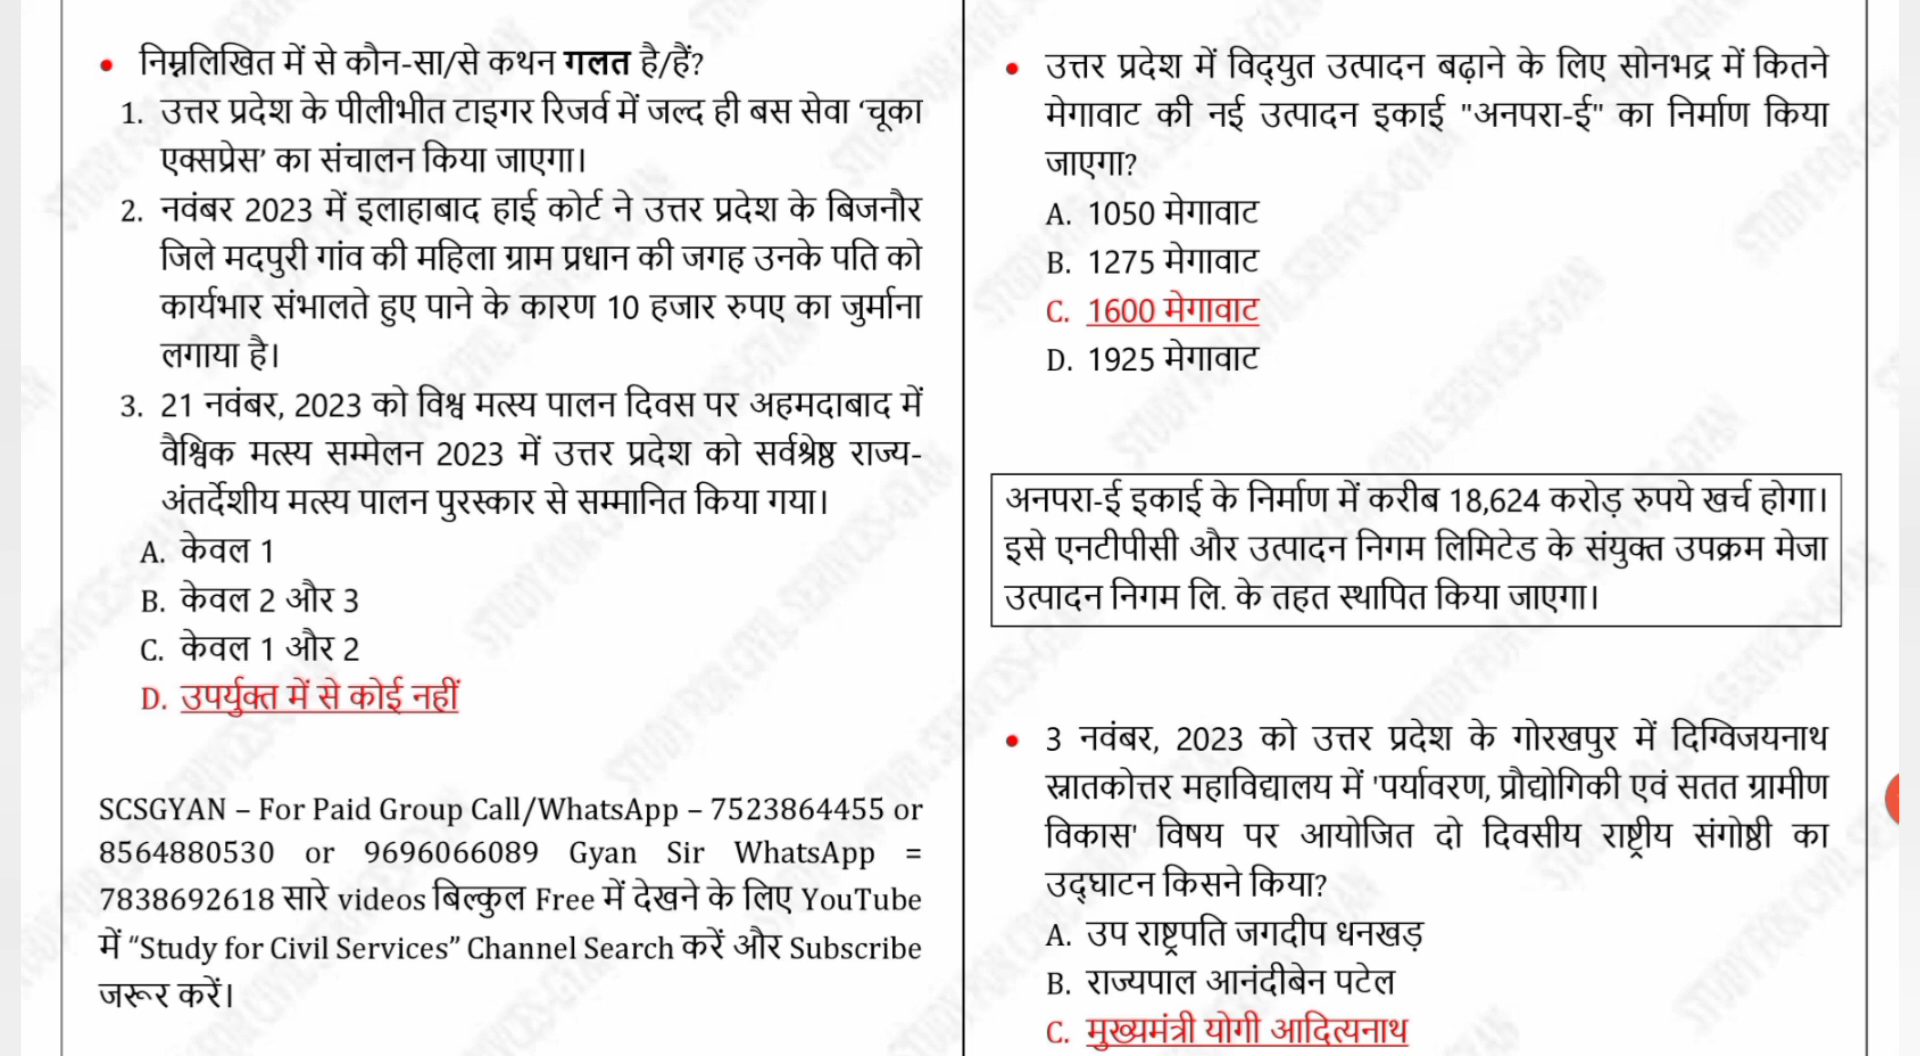 • निम्नलिखित में से कौन-सा/से कथन गलत है/हैं?
1. उत्तर प्रदेश के पीलीभीत टाइगर रिजर्व में जल्द ही बस सेवा ‘चूका
एक्सप्रेस’ का संचालन किया जाएगा।
2. नवंबर 2023 में इलाहाबाद हाई कोर्ट ने उत्तर प्रदेश के बिजनौर
जिले मदपुरी गांव की महिला ग्राम प्रधान की जगह उनके पति को
कार्यभार संभालते हुए पाने के कारण 10 हजार रुपए का जुर्माना
लगाया है।
3. 21 नवंबर, 2023 को विश्व मत्स्य पालन दिवस पर अहमदाबाद में
वैश्विक मत्स्य सम्मेलन 2023 में उत्तर प्रदेश को सर्वश्रेष्ठ राज्य-
अंतर्देशीय मत्स्य पालन पुरस्कार से सम्मानित किया गया।
A. केवल 1
B. केवल 2 और 3
C. केवल 1 और 2
D. उपर्युक्त में से कोई नहीं
SCSGYAN – For Paid Group Call/WhatsApp – 7523864455 or
8564880530 or 9696066089 Gyan Sir WhatsApp =
7838692618 सारे videos बिल्कुल Free में देखने के लिए YouTube
में “Study for Civil Services” Channel Search करें और Subscribe
जरूर करें।
• उत्तर प्रदेश में विद्युत उत्पादन बढ़ाने के लिए सोनभद्र में कितने
मेगावाट की नई उत्पादन इकाई "अनपरा-ई" का निर्माण किया
जाएगा?
A. 1050 मेगावाट
B. 1275 मेगावाट
C. 1600 मेगावाट
D. 1925 मेगावाट
अनपरा-ई इकाई के निर्माण में करीब 18,624 करोड़ रुपये खर्च होगा।
इसे एनटीपीसी और उत्पादन निगम लिमिटेड के संयुक्त उपक्रम मेजा
उत्पादन निगम लि. के तहत स्थापित किया जाएगा।
• 3 नवंबर, 2023 को उत्तर प्रदेश के गोरखपुर में दिग्विजयनाथ
स्नातकोत्तर महाविद्यालय में 'पर्यावरण, प्रौद्योगिकी एवं सतत ग्रामीण
विकास' विषय पर आयोजित दो दिवसीय राष्ट्रीय संगोष्ठी का
उद्घाटन किसने किया?
A. उप राष्ट्रपति जगदीप धनखड़
B. राज्यपाल आनंदीबेन पटेल
C. मुख्यमंत्री योगी आदित्यनाथ